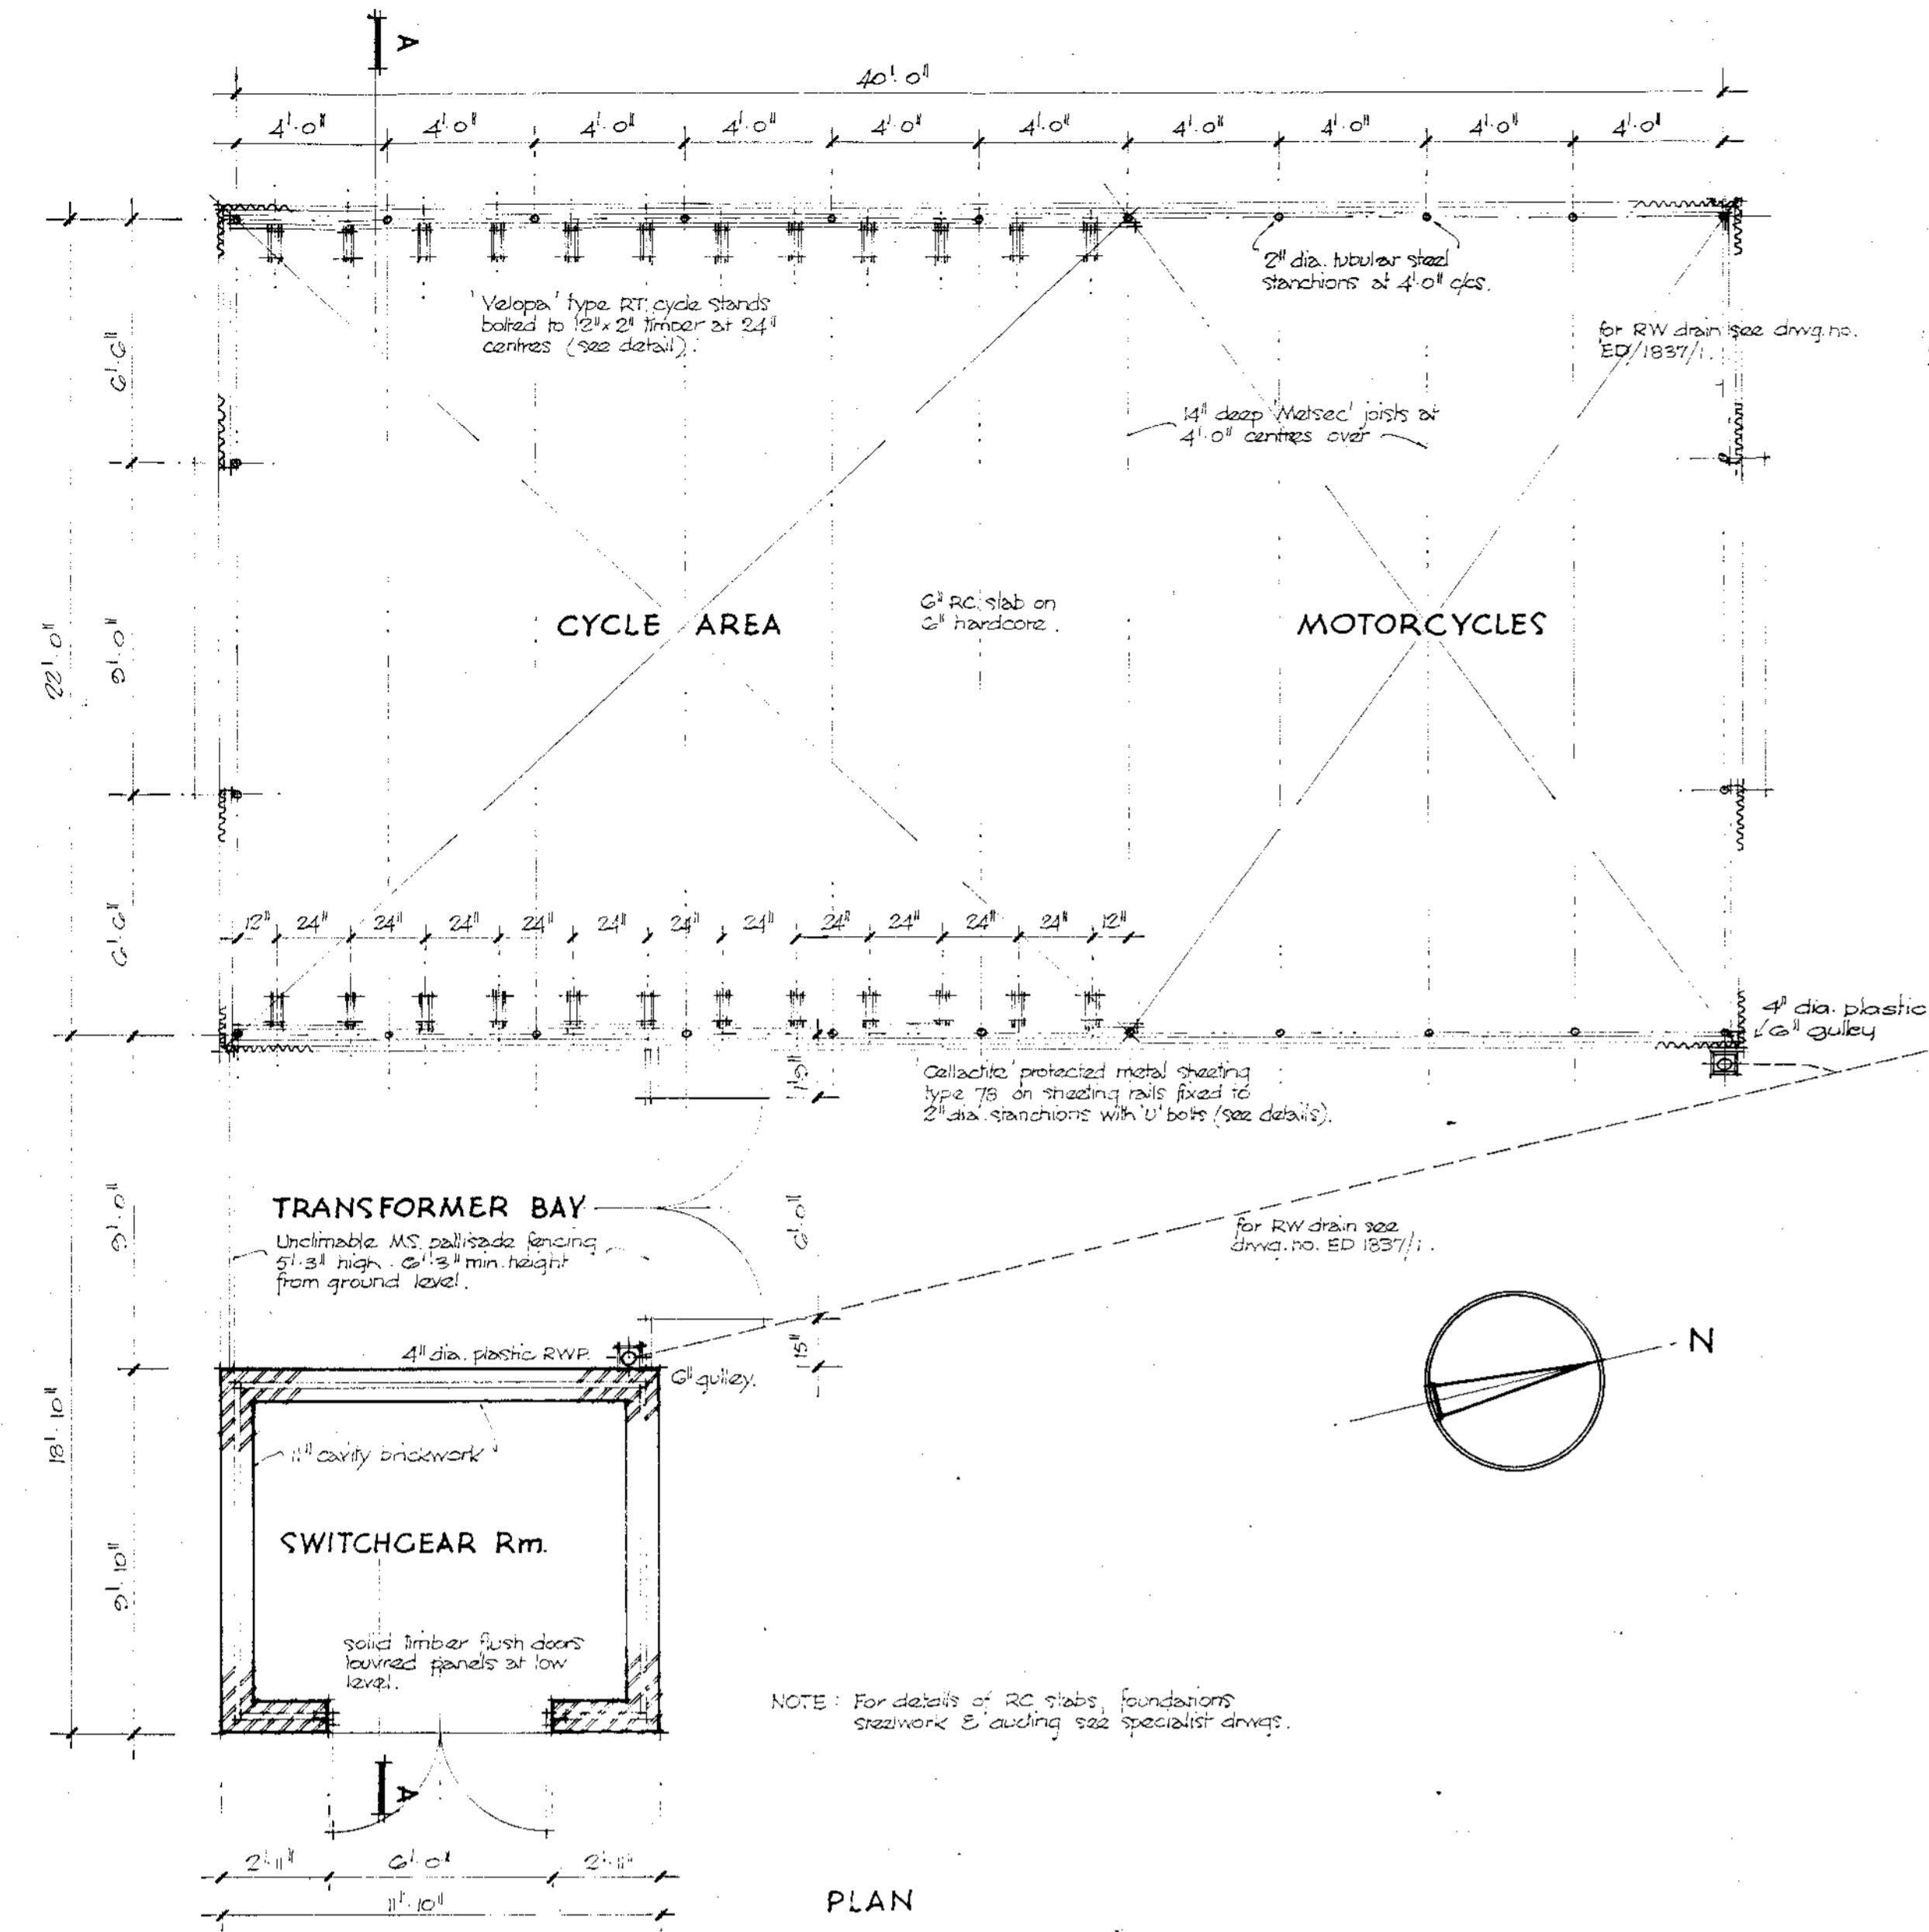 A
40'.0"
4'.0" 4'.0" 4'.0" 4'.0" 4'.0" 4'.0" 4'.0" 4'.0" 4'.0" 4'.0"
2" dia. tubular steel
stanchions at 4'.0" c/cs.
'Velopa' type RT. cycle stands
bolted to 12"x 2" timber at 24"
centres (see detail).
for RW drain see drwg.no.
ED/1837/1.
6'.6"
14" deep 'Metsec' joists at
4'.0" centres over
22'.0"
9'.0"
CYCLE AREA
6" RC. slab on
6" hardcore.
MOTORCYCLES
6'.6"
12" 24" 24" 24" 24" 24" 24" 24" 24" 24" 24" 24" 12"
4" dia. plastic
6" gulley
'Cellactite' protected metal sheeting
type 78 on sheeting rails fixed to
2" dia. stanchions with 'U' bolts (see details).
1'.9"
9'.0"
TRANSFORMER BAY
Unclimable MS. pallisade fencing
5'.3" high. 6'.3" min. height
from ground level.
6'.0"
for RW drain see
drwg. no. ED 1837/1.
4" dia. plastic RWP.
15"
6" gulley.
N
18'.10"
11" cavity brickwork
SWITCHGEAR Rm.
9'.10"
solid timber flush doors
louvred panels at low
level.
NOTE: For details of RC slabs, foundations
steelwork & ducting see specialist drwgs.
A
2'.11" 6'.0" 2'.11"
11'.10"
PLAN